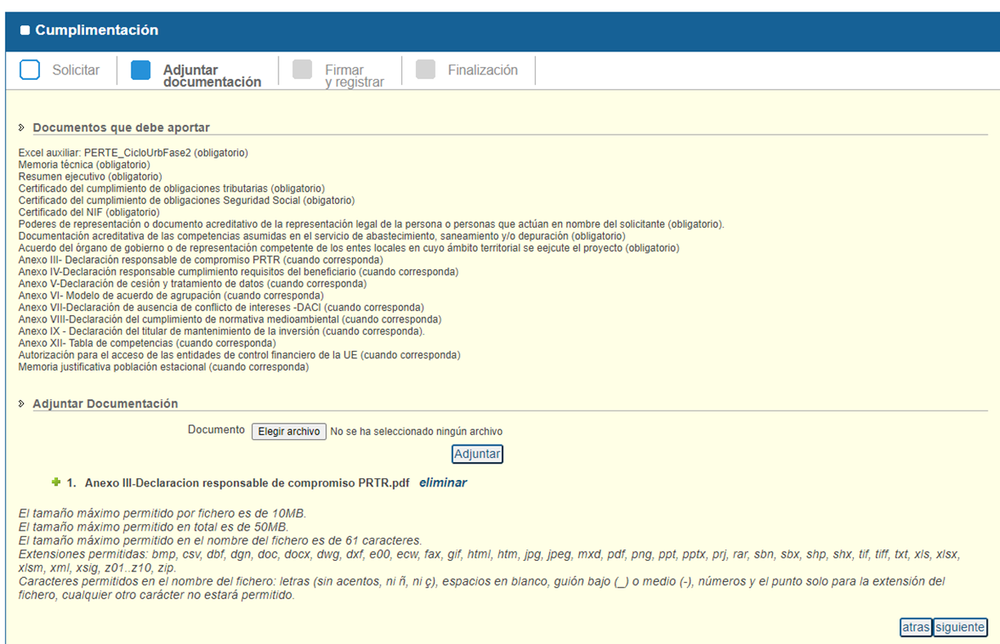 Cumplimentación
Solicitar
Adjuntar
documentación
Firmar
y registrar
Finalización
Documentos que debe aportar
Excel auxiliar: PERTE_CicloUrbFase2 (obligatorio)
Memoria técnica (obligatorio)
Resumen ejecutivo (obligatorio)
Certificado del cumplimiento de obligaciones tributarias (obligatorio)
Certificado del cumplimiento de obligaciones Seguridad Social (obigatorio)
Certificado del NIF (obligatorio)
Poderes de representación o documento acreditativo de la representación legal de la persona o personas que actúan en nombre del solicitante (obligatorio).
Documentación acreditativa de las competencias asumidas en el servicio de abastecimiento, saneamiento y/o depuración (obligatorio)
Acuerdo del órgano de gobierno o de representación competente de los entes locales en cuyo ámbito territorial se eejcute el proyecto (obligatorio)
Anexo III- Declaración responsable de compromiso PRTR (cuando corresponda)
Anexo IV-Declaración responsable cumplimiento requisitos del beneficiario (cuando corresponda)
Anexo V-Declaración de cesión y tratamiento de datos (cuando corresponda)
Anexo VI- Modelo de acuerdo de agrupación (cuando corresponda)
Anexo VII-Declaración de ausencia de conflicto de intereses -DACI (cuando corresponda)
Anexo VIII-Declaración del cumplimiento de normativa medioambiental (cuando corresponda)
Anexo IX - Declaración del titular de mantenimiento de la inversión (cuando corresponda).
Anexo XII- Tabla de competencias (cuando corresponda)
Autorización para el acceso de las entidades de control financiero de la UE (cuando corresponda)
Memoria justificativa población estacional (cuando corresponda)
Adjuntar Documentación
Documento Elegir archivo No se ha seleccionado ningún archivo
Adjuntar
1. Anexo III-Declaracion responsable de compromiso PRTR.pdf eliminar
El tamaño máximo permitido por fichero es de 10MB.
El tamaño máximo permitido en total es de 50MB.
El tamaño máximo permitido en el nombre del fichero es de 61 caracteres.
Extensiones permitidas: bmp, csv, dbf, dgn, doc, docx, dwg, dxf, e00, ecw, fax, gif, html, htm, jpg, jpeg, mxd, pdf, png, ppt, pptx, prj, rar, sbn, sbx, shp, shx, tif, tiff, txt, xls, xlsx,
xlsm, xml, xsig, z01..z10, zip.
Caracteres permitidos en el nombre del fichero: letras (sin acentos, ni ñ, ni ç), espacios en blanco, guión bajo (_) o medio (-), números y el punto solo para la extensión del
fichero, cualquier otro carácter no estará permitido.
atras siguiente